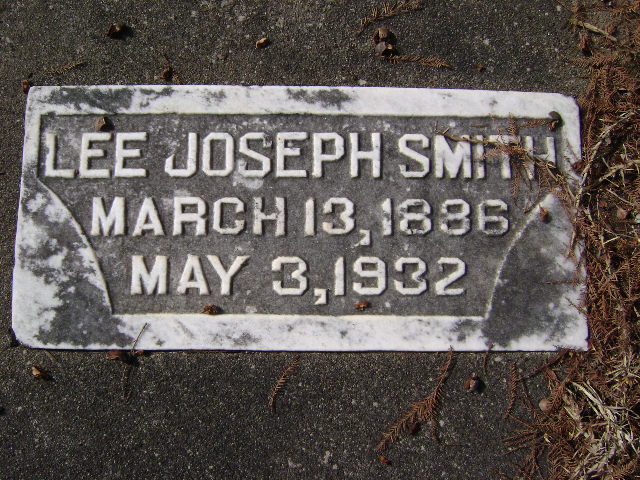 LEE JOSEPH SMITH
MARCH 13, 1886
MAY 3, 1932